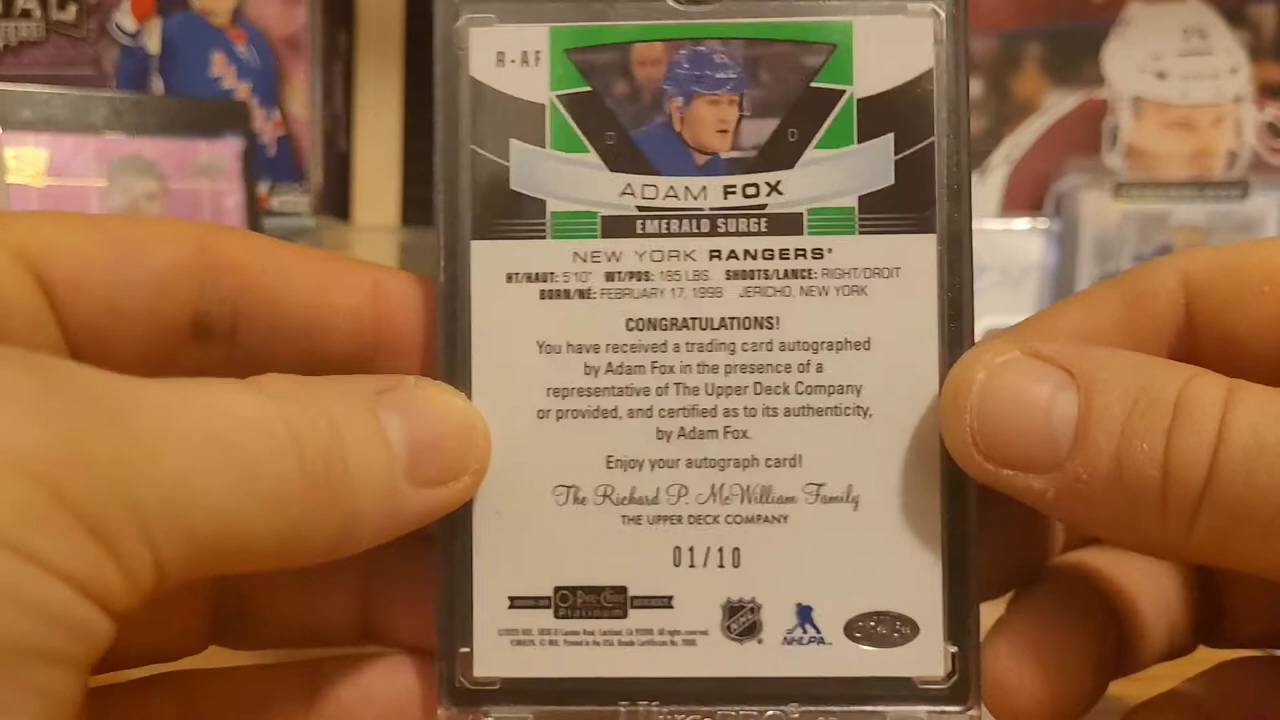 R-AF
ADAM FOX
EMERALD SURGE
NEW YORK RANGERS®
HT/HAUT: 5'10" WT/PDS: 185 LBS. SHOOTS/LANCE: RIGHT/DROIT
BORN/NÉ: FEBRUARY 17, 1998 JERICHO, NEW YORK
CONGRATULATIONS!
You have received a trading card autographed
by Adam Fox in the presence of a
representative of The Upper Deck Company
or provided, and certified as to its authenticity,
by Adam Fox.
Enjoy your autograph card!
The Richard P. McWilliam Family
THE UPPER DECK COMPANY
01/10
O-Pee-Chee HOCKEY
Platinum
NHL
NHLPA